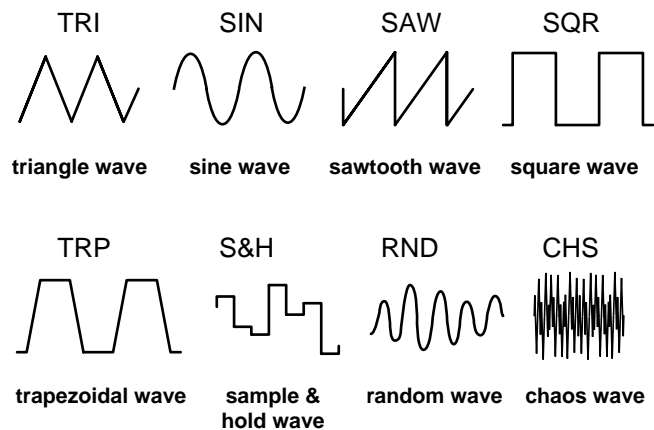 TRI SIN SAW SQR
triangle wave sine wave sawtooth wave square wave
TRP S&H RND CHS
trapezoidal wave sample & random wave chaos wave
hold wave